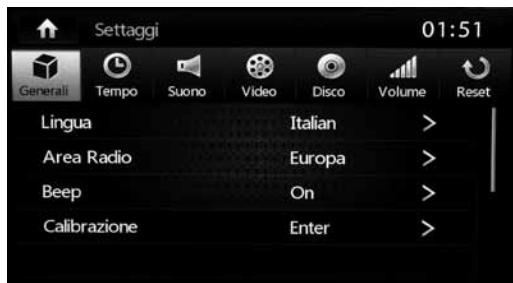 Settaggi 01:51
Generali Tempo Suono Video Disco Volume Reset
Lingua Italian >
Area Radio Europa >
Beep On >
Calibrazione Enter >